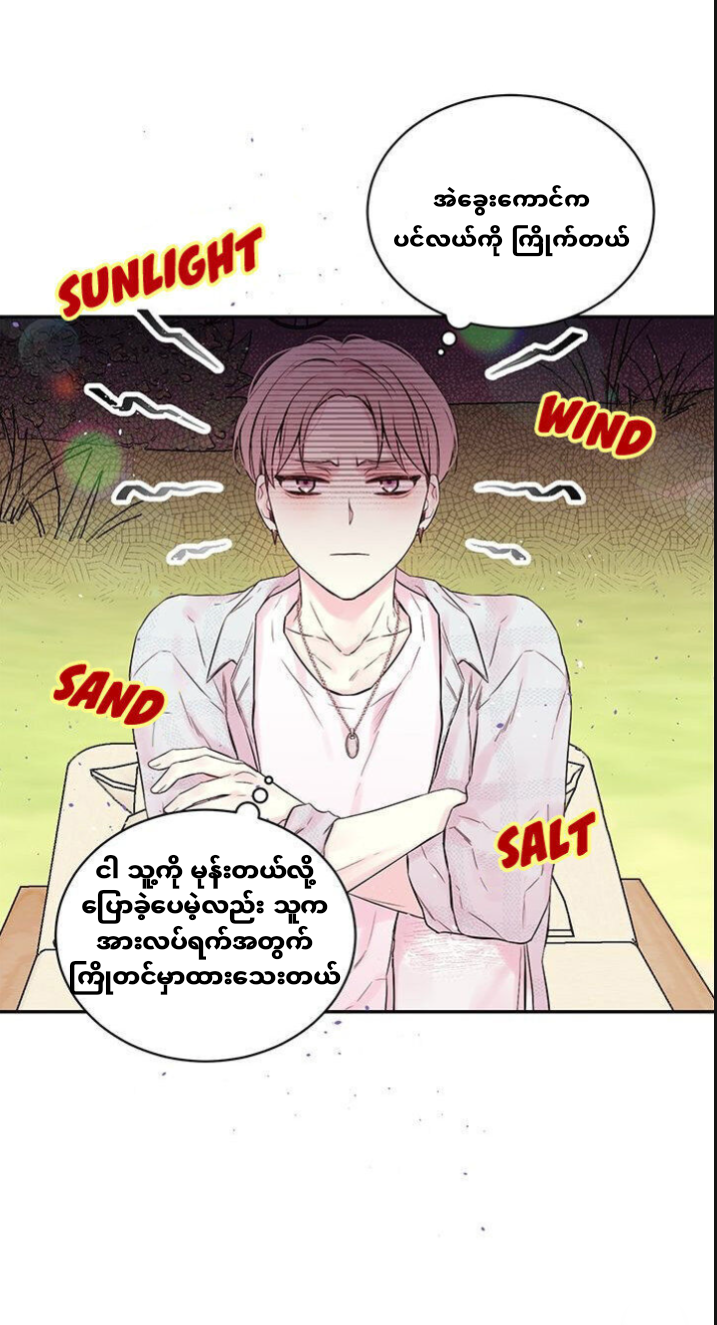 အဲခွေးကောင်က
ပင်လယ်ကို ကြိုက်တယ်
SUNLIGHT
WIND
SAND
SALT
ငါ သူ့ကို မုန်းတယ်လို့
ပြောခဲ့ပေမဲ့လည်း သူက
အားလပ်ရက်အတွက်
ကြိုတင်မှာထားသေးတယ်